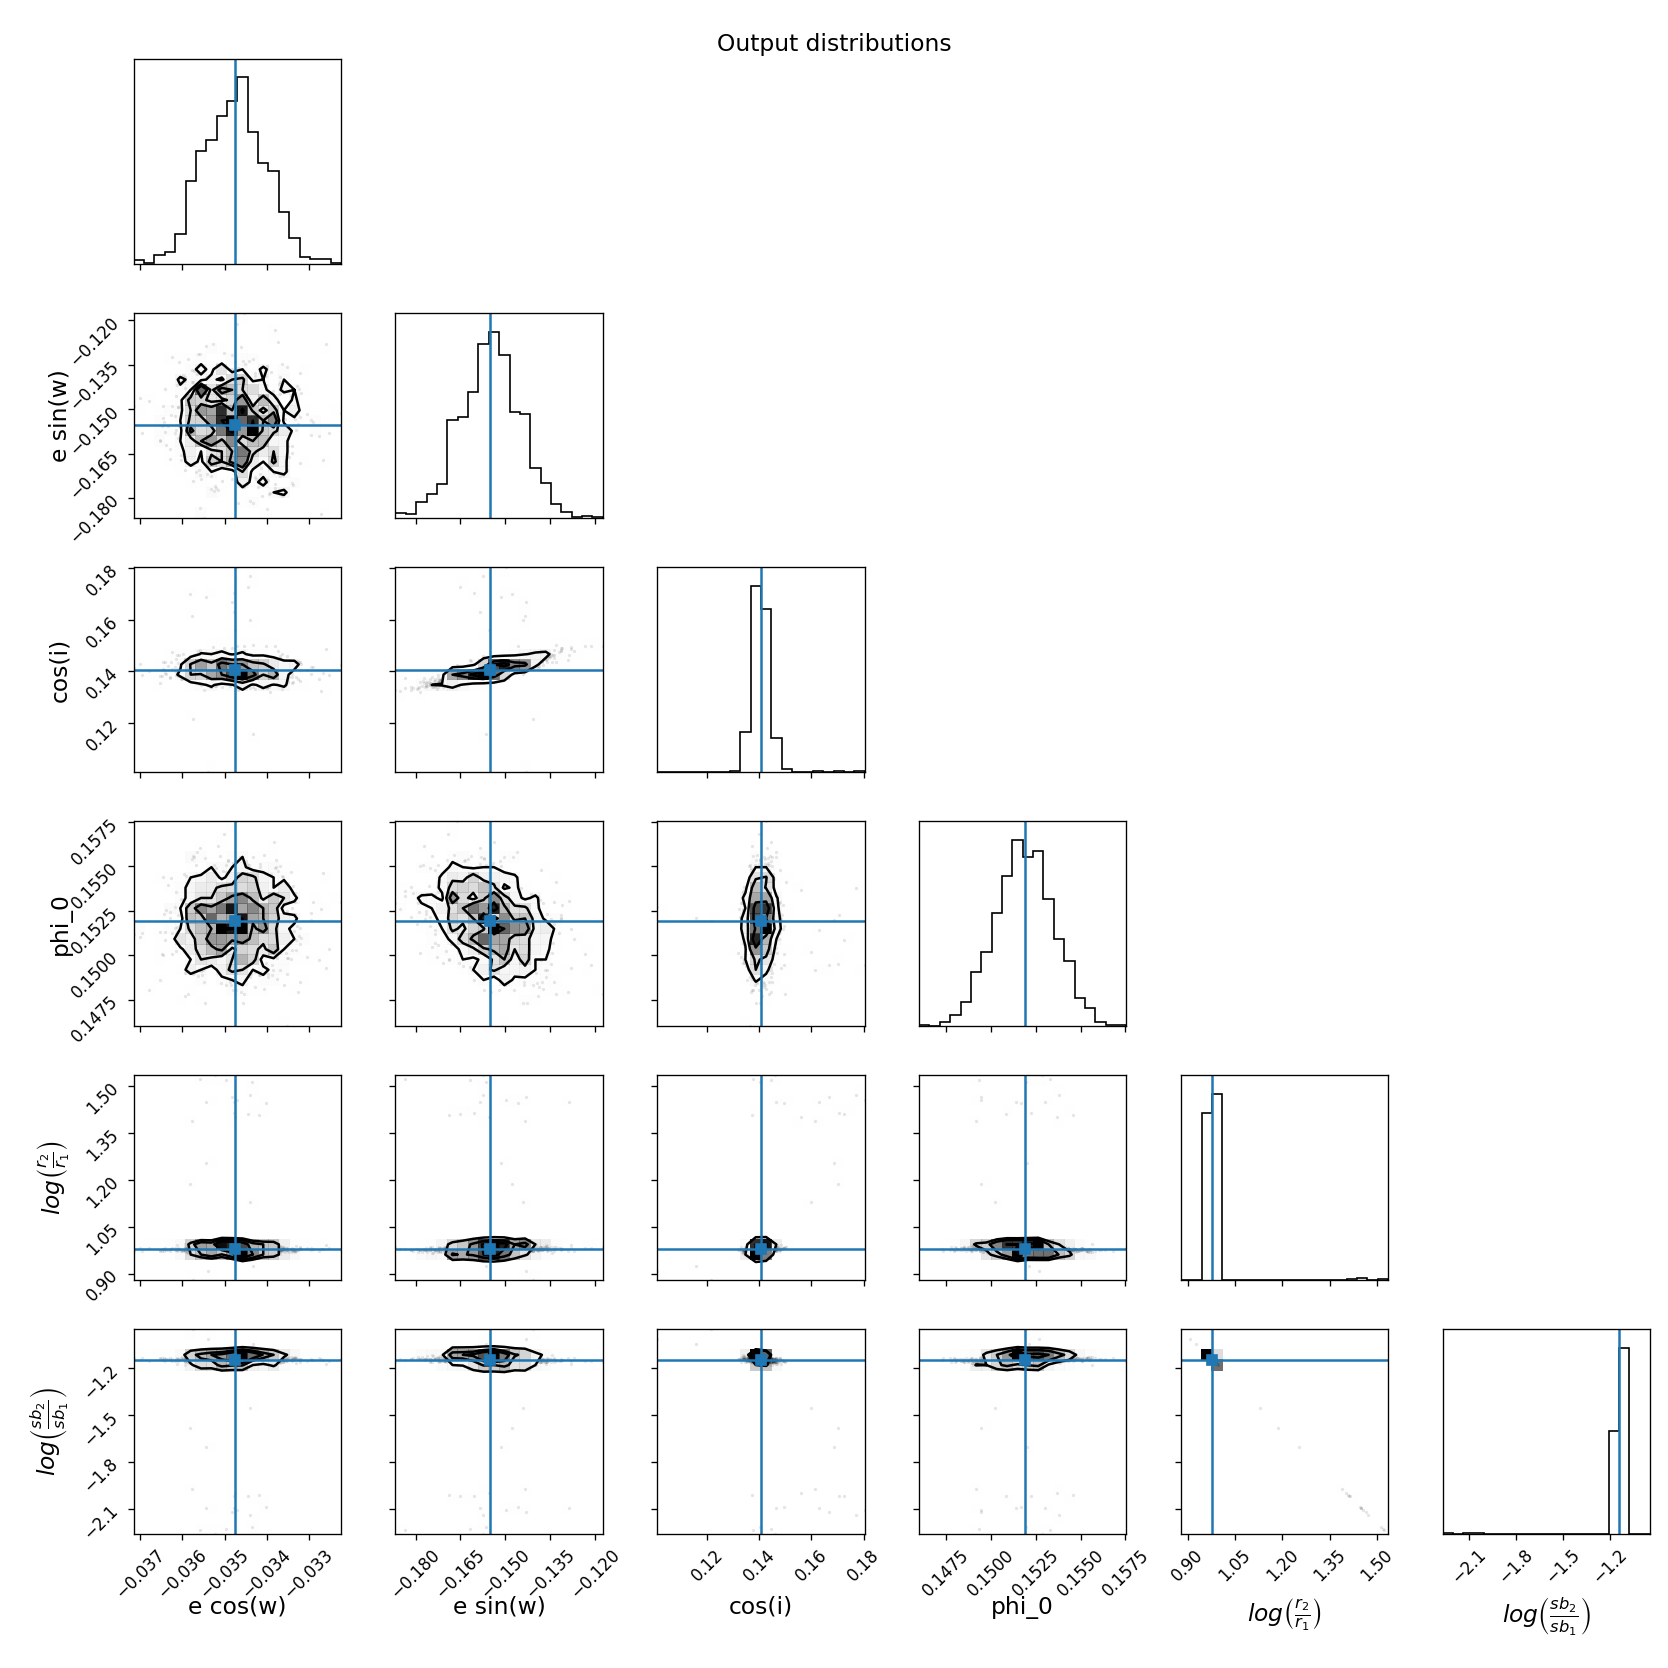 Output distributions
e sin(w)
−0.120
−0.135
−0.150
−0.165
−0.180
cos(i)
0.18
0.16
0.14
0.12
phi_0
0.1575
0.1550
0.1525
0.1500
0.1475
log(r₂/r₁)
1.50
1.35
1.20
1.05
0.90
log(sb₂/sb₁)
−1.2
−1.5
−1.8
−2.1
−0.037 −0.036 −0.035 −0.034 −0.033
e cos(w)
−0.180 −0.165 −0.150 −0.135 −0.120
e sin(w)
0.12 0.14 0.16 0.18
cos(i)
0.1475 0.1500 0.1525 0.1550 0.1575
phi_0
0.90 1.05 1.20 1.35 1.50
log(r₂/r₁)
−2.1 −1.8 −1.5 −1.2
log(sb₂/sb₁)